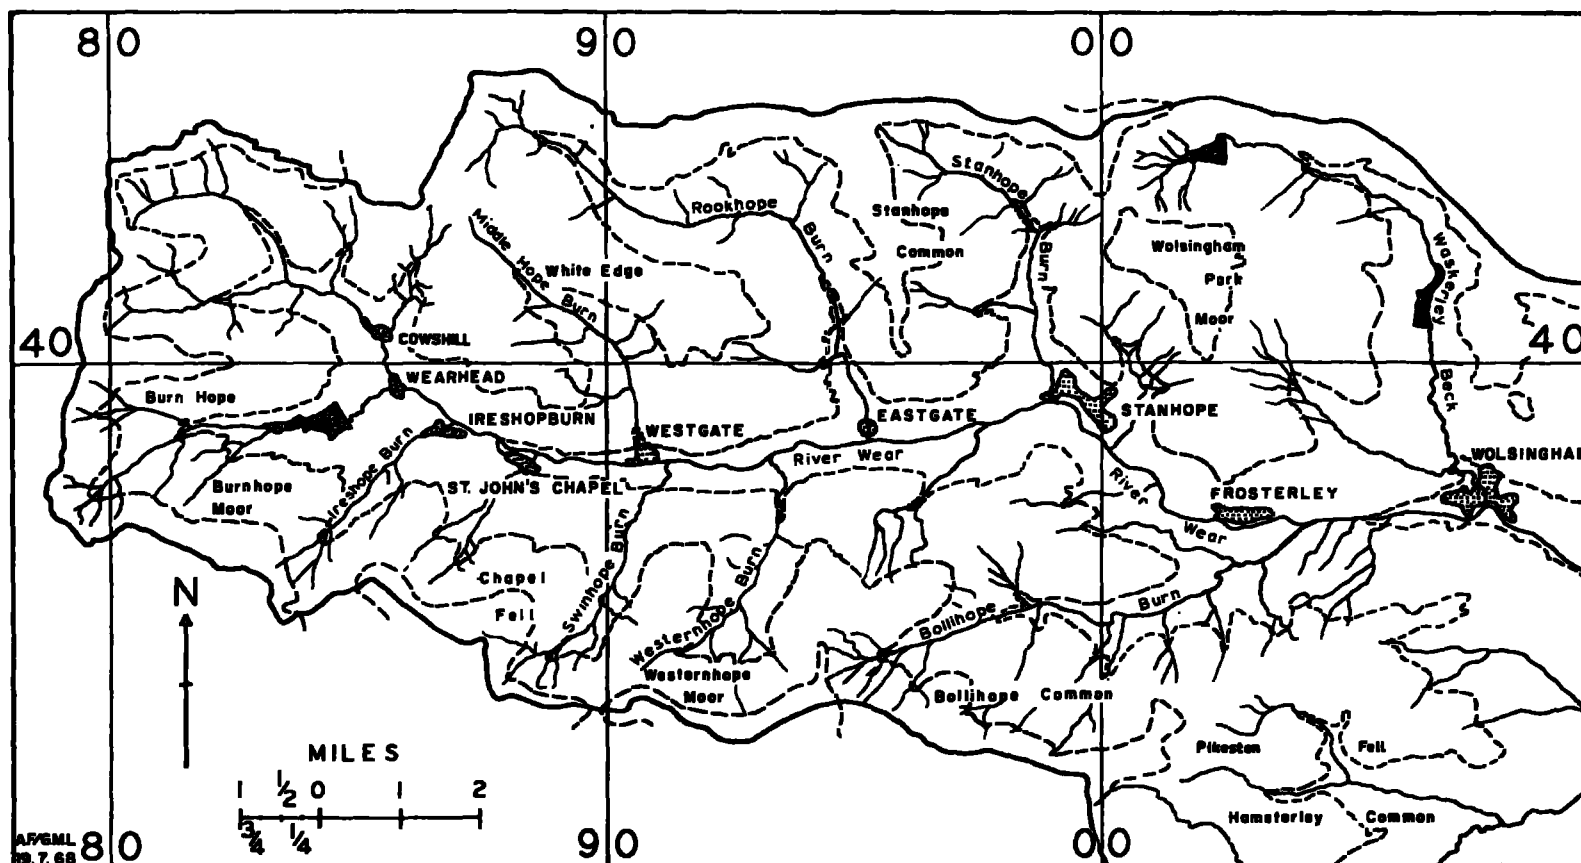 80
90
00
Stanhope
Burn
Rookhope
Burn
Stanhope
Common
Middle
Hope
Burn
White Edge
Wolsingham
Park
Moor
Waskerley
Beck
40
40
COWSHILL
WEARHEAD
Burn Hope
IRESHOPBURN
WESTGATE
EASTGATE
STANHOPE
River Wear
WOLSINGHAM
Burnhope
Moor
Ireshope Burn
ST. JOHN'S CHAPEL
River
Wear
FROSTERLEY
Chapel
Fell
Swinhope Burn
Westernhope Burn
Westernhope
Moor
Bollihope
Burn
Bollihope Common
N
Pikeston
Fell
Hamsterley
Common
MILES
1 1/2 0 1 2
3/4 1/4
AF/GML
29.7.68
80
90
00